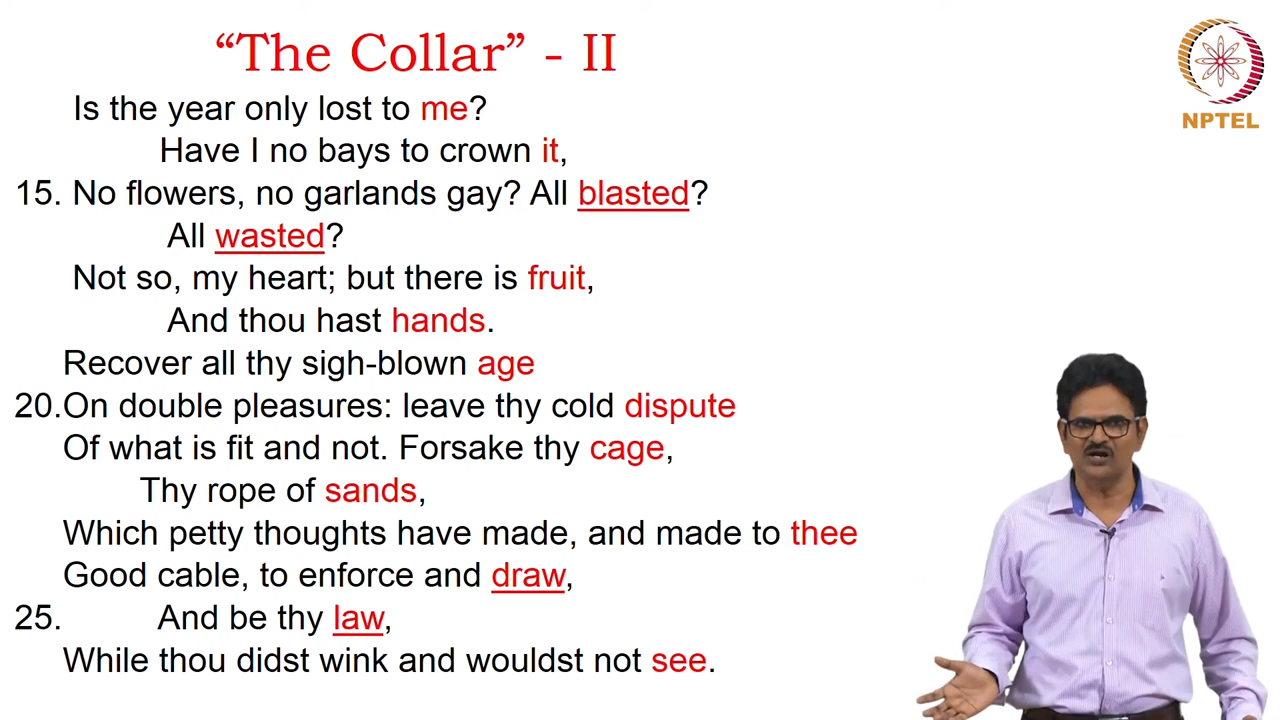 “The Collar” - II
NPTEL
Is the year only lost to me?
Have I no bays to crown it,
15. No flowers, no garlands gay? All blasted?
All wasted?
Not so, my heart; but there is fruit,
And thou hast hands.
Recover all thy sigh-blown age
20.On double pleasures: leave thy cold dispute
Of what is fit and not. Forsake thy cage,
Thy rope of sands,
Which petty thoughts have made, and made to thee
Good cable, to enforce and draw,
25. And be thy law,
While thou didst wink and wouldst not see.